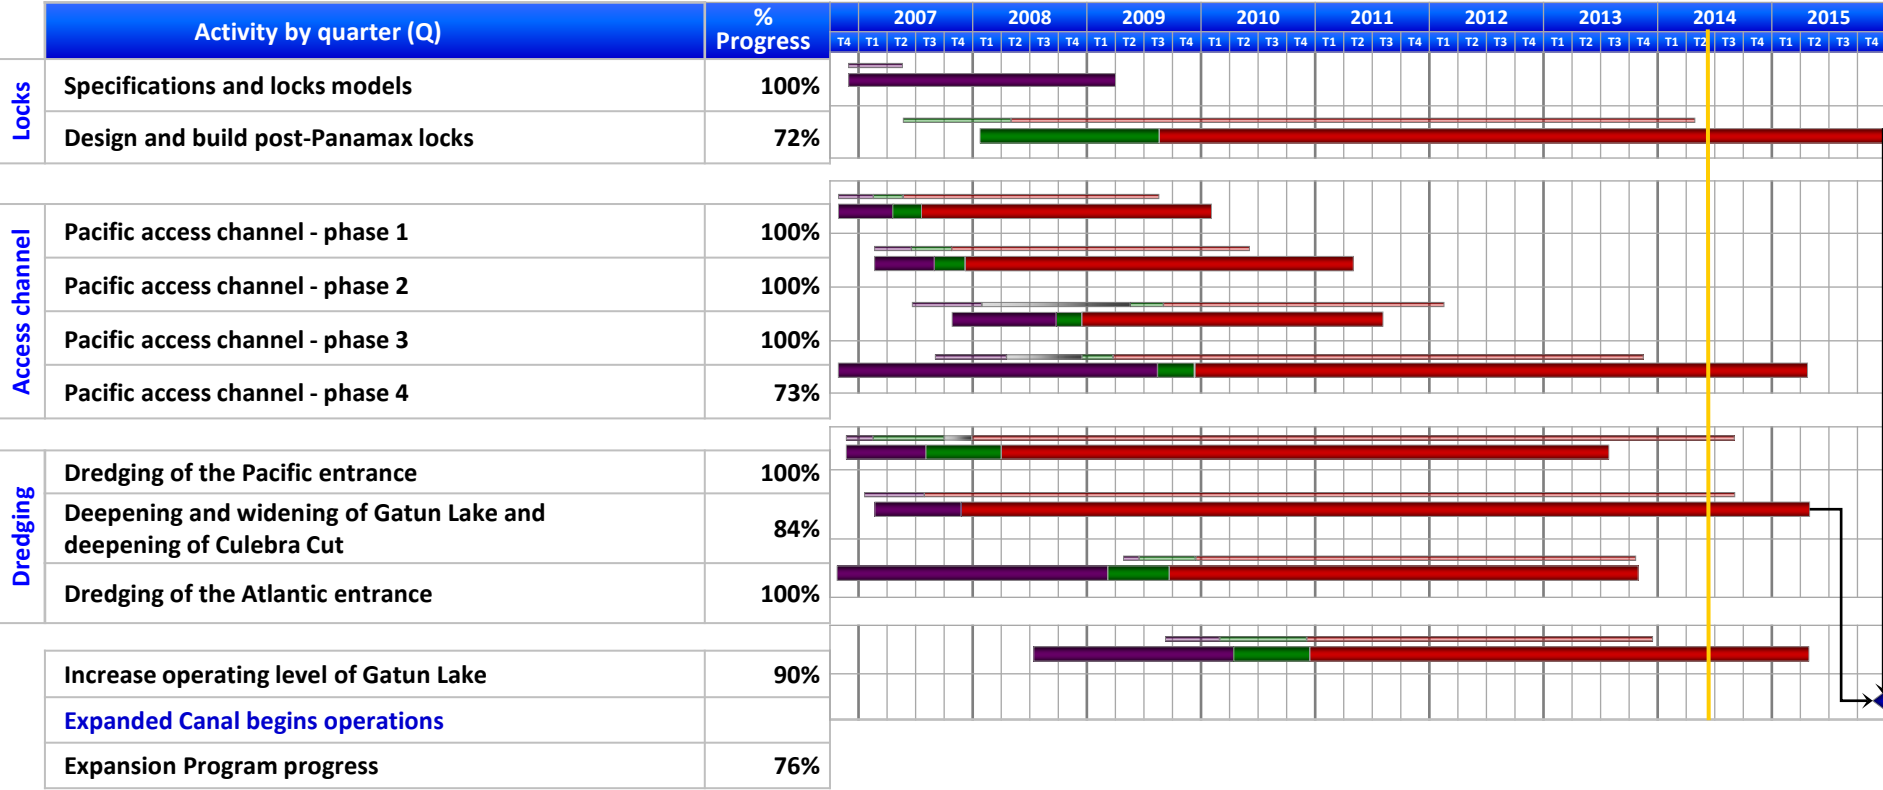 Activity by quarter (Q)
%
Progress
2007 2008 2009 2010 2011 2012 2013 2014 2015
T4 T1 T2 T3 T4 T1 T2 T3 T4 T1 T2 T3 T4 T1 T2 T3 T4 T1 T2 T3 T4 T1 T2 T3 T4 T1 T2 T3 T4 T1 T2 T3 T4 T1 T2 T3 T4
Locks
Specifications and locks models 100%
Design and build post-Panamax locks 72%
Access channel
Pacific access channel - phase 1 100%
Pacific access channel - phase 2 100%
Pacific access channel - phase 3 100%
Pacific access channel - phase 4 73%
Dredging
Dredging of the Pacific entrance 100%
Deepening and widening of Gatun Lake and
deepening of Culebra Cut 84%
Dredging of the Atlantic entrance 100%
Increase operating level of Gatun Lake 90%
Expanded Canal begins operations
Expansion Program progress 76%